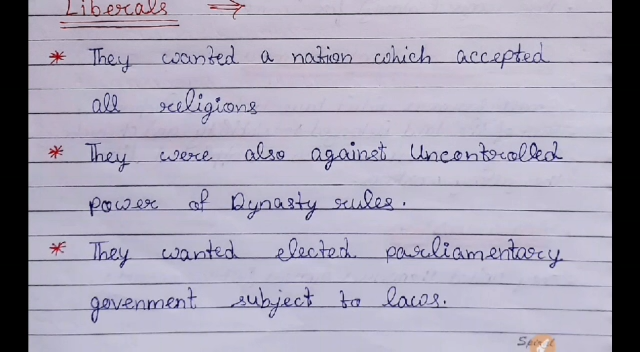 Liberals ⇒
* They wanted a nation which accepted
all religions
* They were also against Uncontrolled
power of Dynasty rules.
* They wanted elected parliamentary
govenment subject to laws.